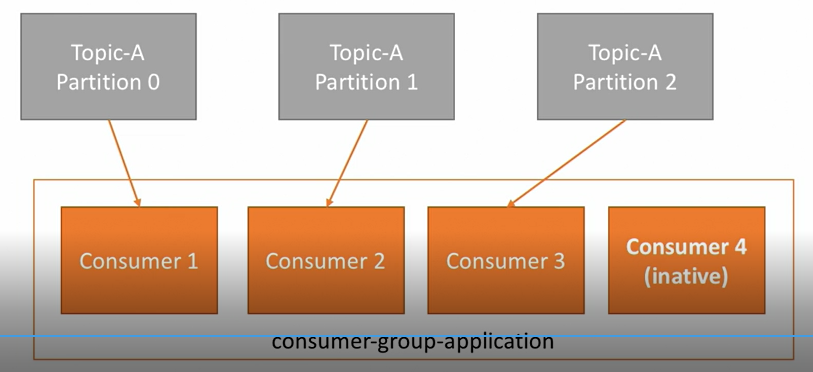 Topic-A
Partition 0
Topic-A
Partition 1
Topic-A
Partition 2
Consumer 1
Consumer 2
Consumer 3
Consumer 4
(inative)
consumer-group-application